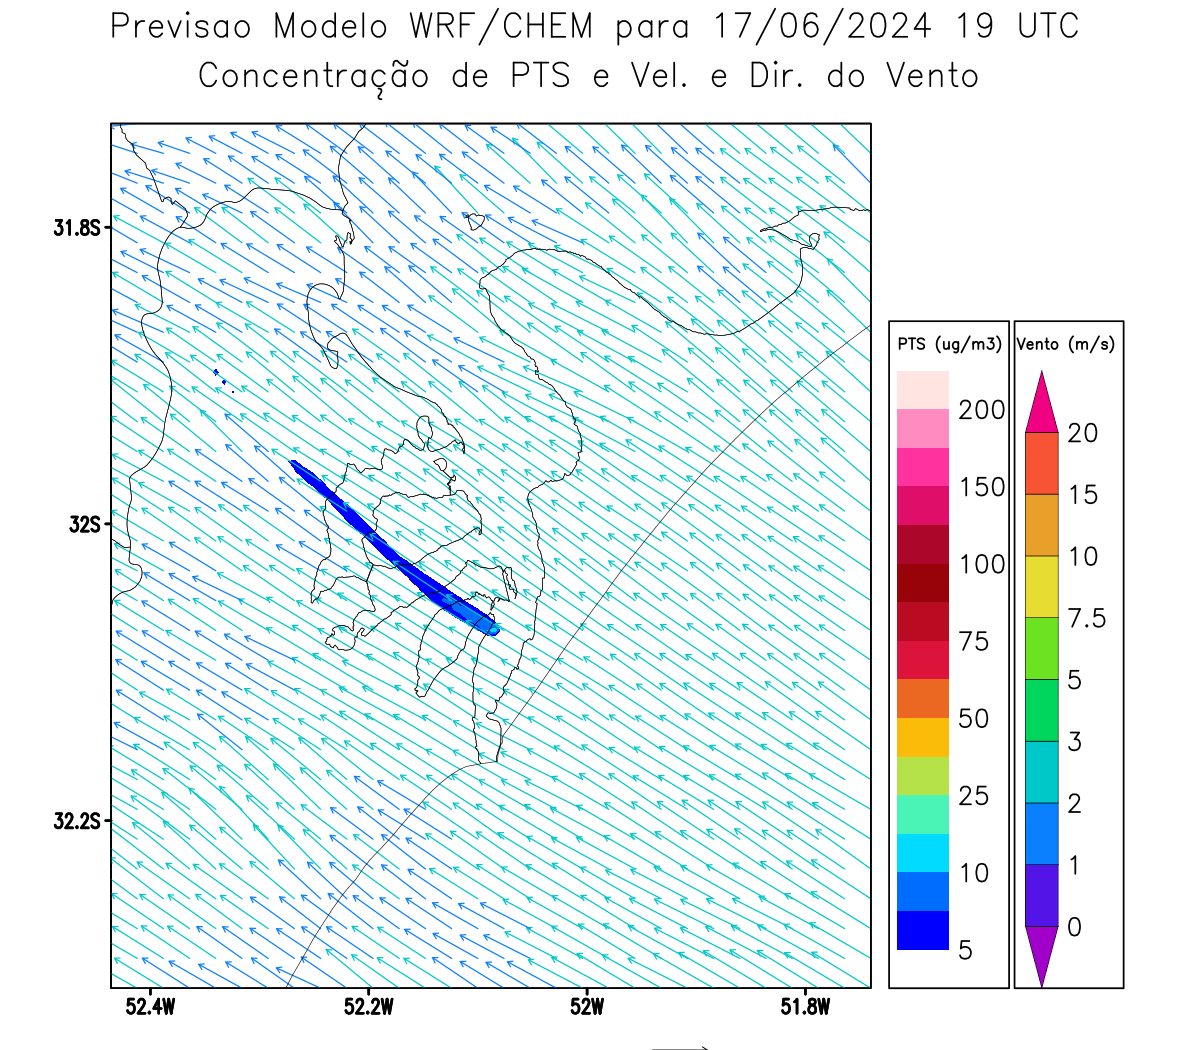 Previsao Modelo WRF/CHEM para 17/06/2024 19 UTC
Concentração de PTS e Vel. e Dir. do Vento
31.8S
32S
32.2S
52.4W 52.2W 52W 51.8W
PTS (ug/m3)
200
150
100
75
50
25
10
5
Vento (m/s)
20
15
10
7.5
5
3
2
1
0